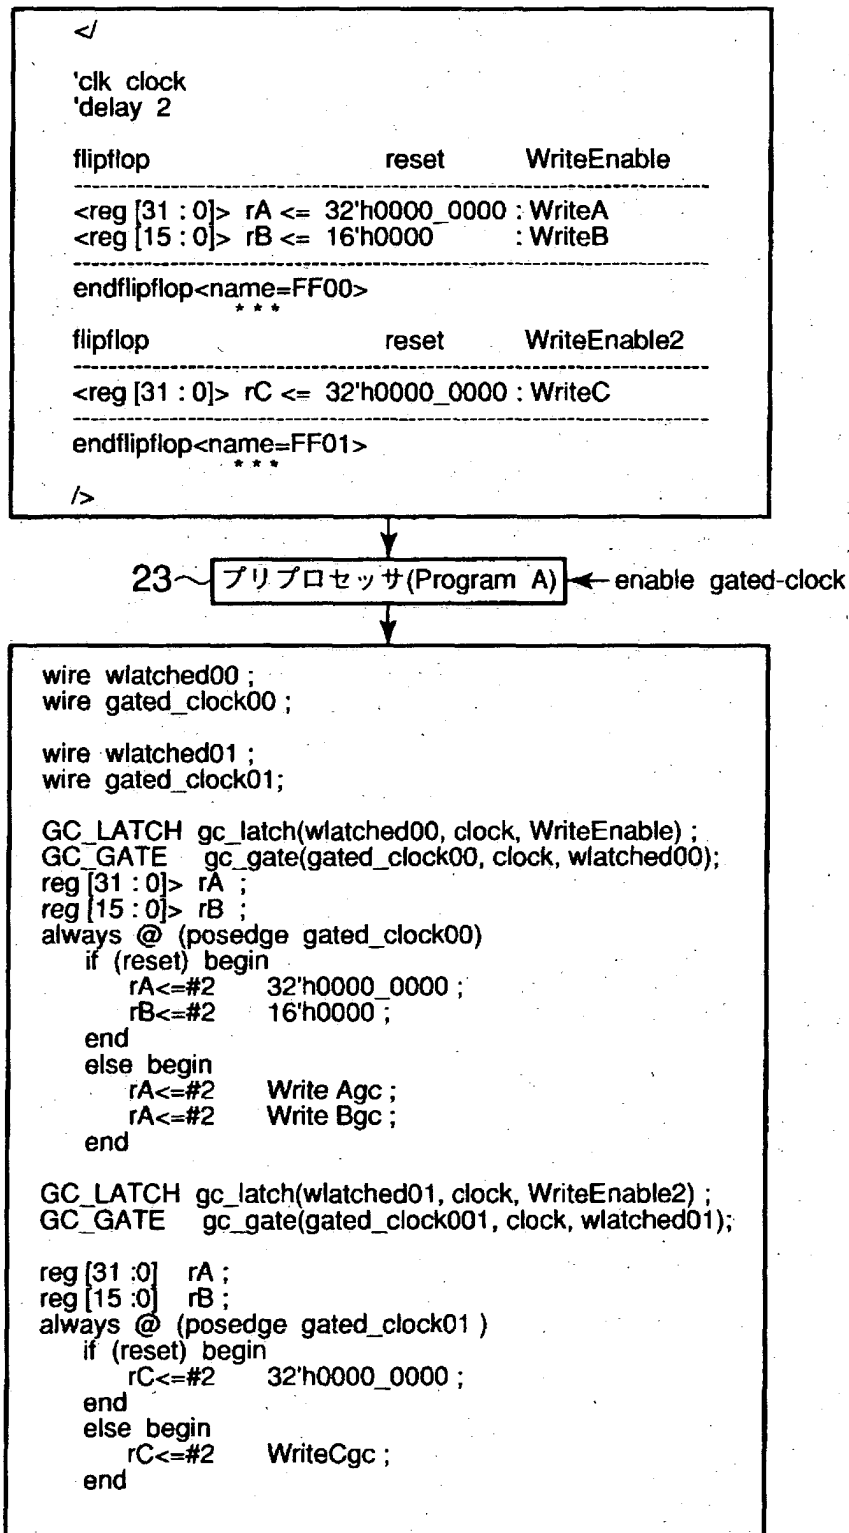 </
'clk clock
'delay 2
flipflop reset WriteEnable
<reg [31 : 0]> rA <= 32'h0000_0000 : WriteA
<reg [15 : 0]> rB <= 16'h0000 : WriteB
endflipflop<name=FF00>
* * *
flipflop reset WriteEnable2
<reg [31 : 0]> rC <= 32'h0000_0000 : WriteC
endflipflop<name=FF01>
* * *
/>
23 プリプロセッサ(Program A) enable gated-clock
wire wlatched00 ;
wire gated_clock00 ;
wire wlatched01 ;
wire gated_clock01;
GC_LATCH gc_latch(wlatched00, clock, WriteEnable) ;
GC_GATE gc_gate(gated_clock00, clock, wlatched00);
reg [31 : 0]> rA ;
reg [15 : 0]> rB ;
always @ (posedge gated_clock00)
if (reset) begin
rA<=#2 32'h0000_0000 ;
rB<=#2 16'h0000 ;
end
else begin
rA<=#2 Write Agc ;
rA<=#2 Write Bgc ;
end
GC_LATCH gc_latch(wlatched01, clock, WriteEnable2) ;
GC_GATE gc_gate(gated_clock001, clock, wlatched01);
reg [31 :0] rA ;
reg [15 :0] rB ;
always @ (posedge gated_clock01 )
if (reset) begin
rC<=#2 32'h0000_0000 ;
end
else begin
rC<=#2 WriteCgc ;
end